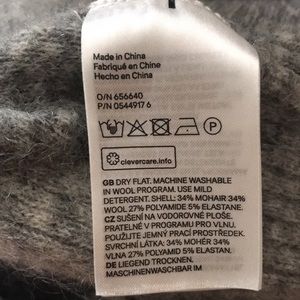 Made in China
Fabriqué en Chine
Hecho en China
O/N 656640
P/N 0544917 6
P
clevercare.info
GB DRY FLAT. MACHINE WASHABLE
IN WOOL PROGRAM. USE MILD
DETERGENT. SHELL: 34% MOHAIR 34%
WOOL 27% POLYAMIDE 5% ELASTANE.
CZ SUŠENÍ NA VODOROVNÉ PLOŠE.
PRATELNÉ V PROGRAMU PRO VLNU.
POUŽIJTE JEMNÝ PRACÍ PROSTŘEDEK.
SVRCHNÍ LÁTKA: 34% MOHÉR 34%
VLNA 27% POLYAMID 5% ELASTAN.
DE LIEGEND TROCKNEN.
MASCHINENWASCHBAR IM